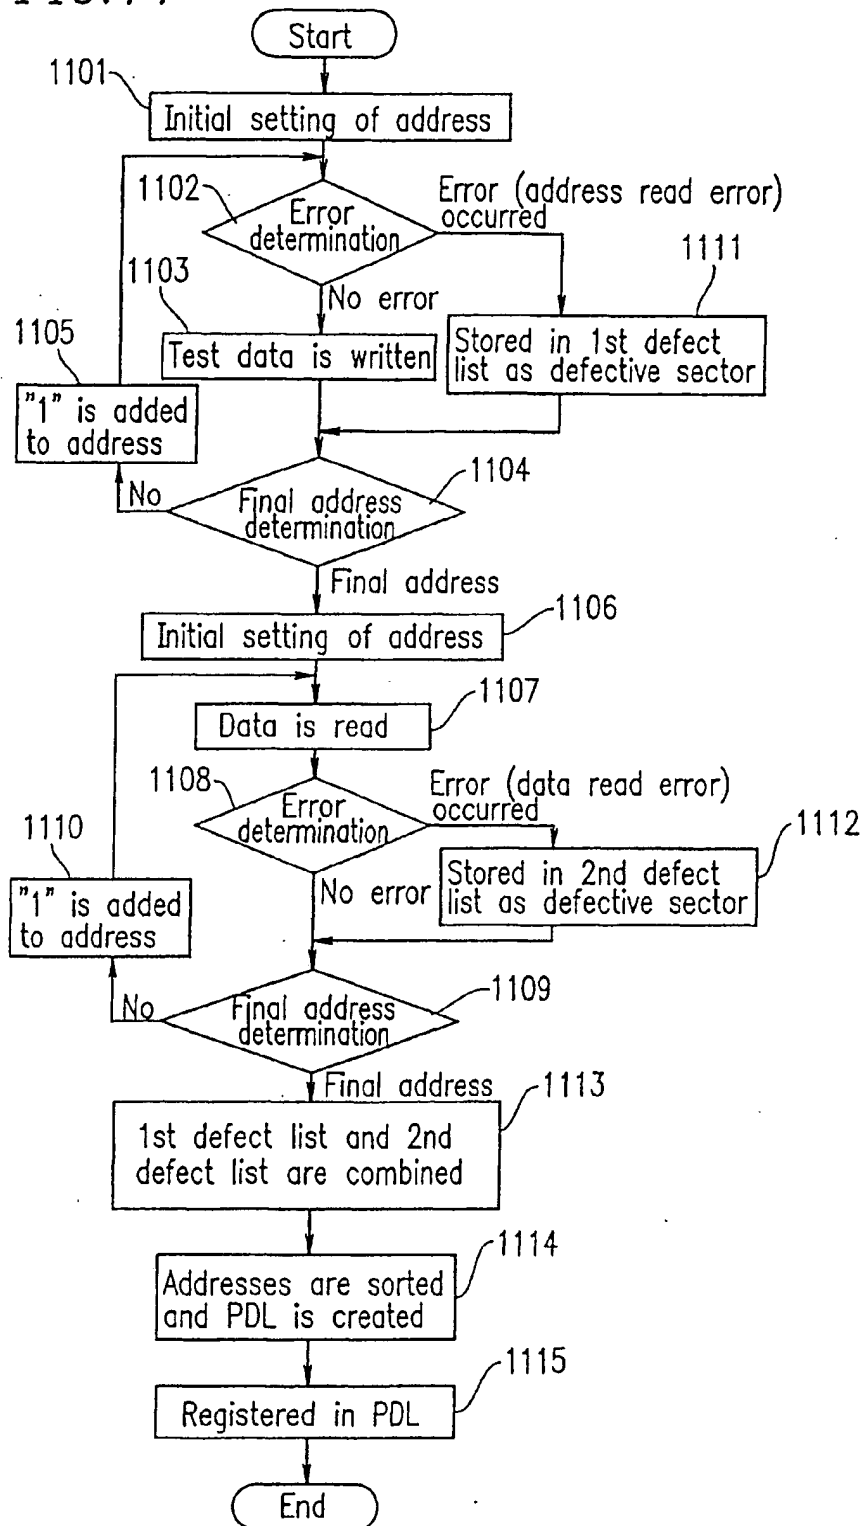 Start
1101
Initial setting of address
1102
Error
determination
Error (address read error)
occurred
1103
No error
1111
Test data is written
Stored in 1st defect
list as defective sector
1105
"1" is added
to address
No
1104
Final address
determination
Final address
1106
Initial setting of address
1107
Data is read
1108
Error
determination
Error (data read error)
occurred
1110
1112
No error
Stored in 2nd defect
list as defective sector
"1" is added
to address
No
1109
Final address
determination
Final address
1113
1st defect list and 2nd
defect list are combined
1114
Addresses are sorted
and PDL is created
1115
Registered in PDL
End